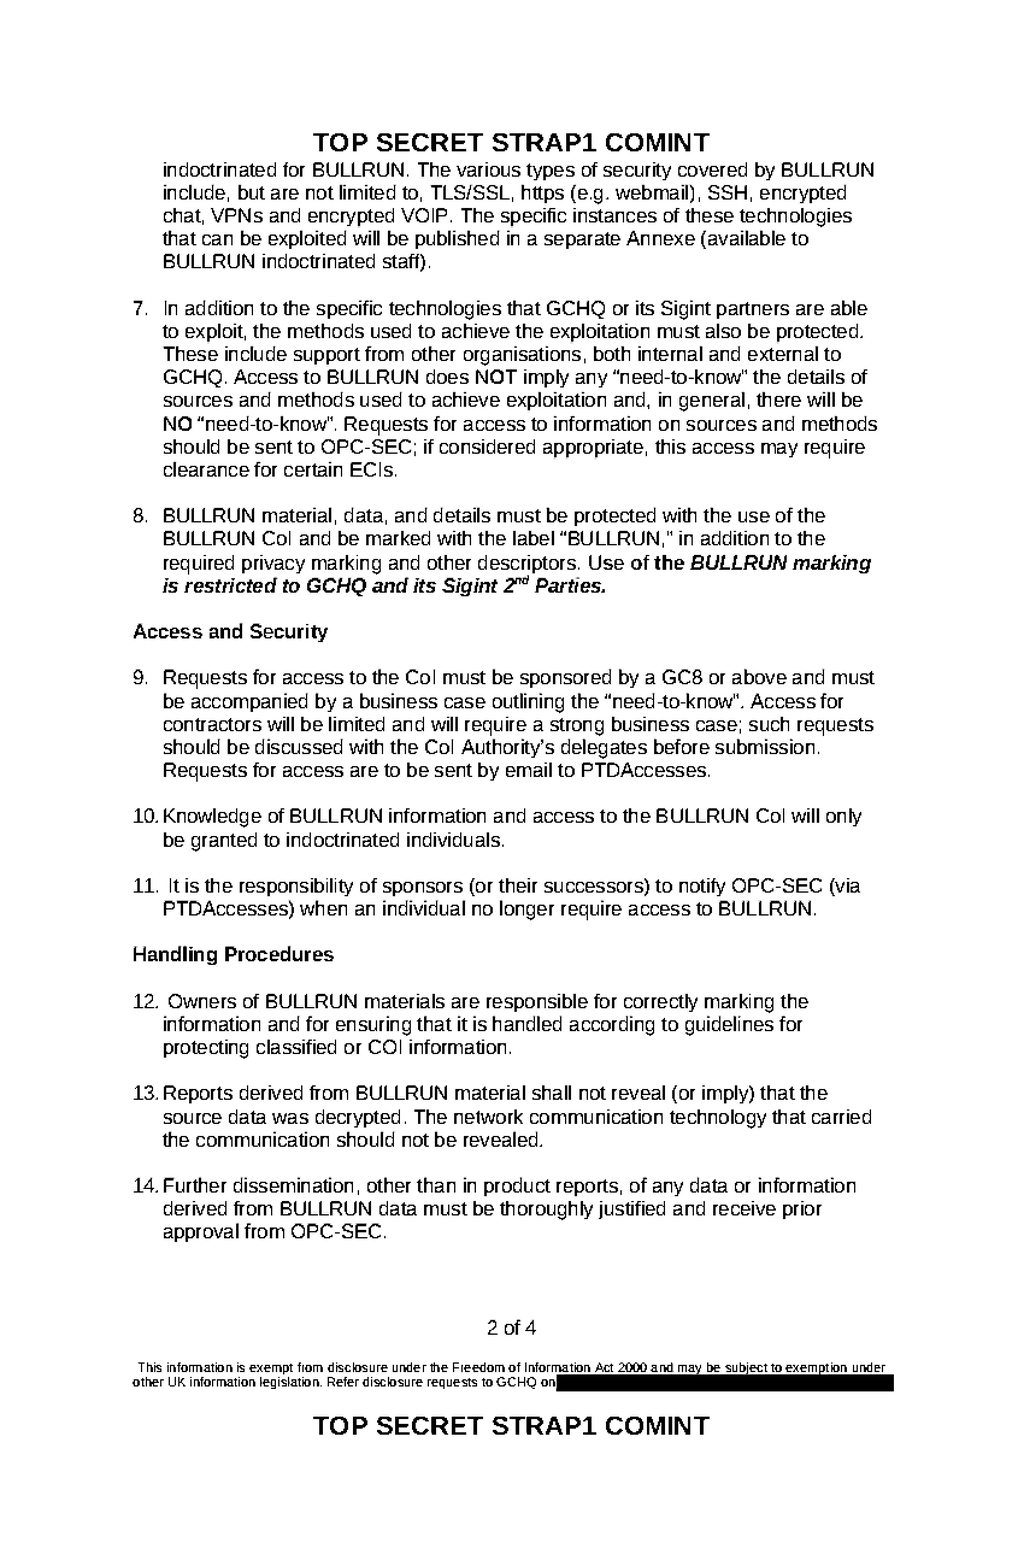 TOP SECRET STRAP1 COMINT
indoctrinated for BULLRUN. The various types of security covered by BULLRUN
include, but are not limited to, TLS/SSL, https (e.g. webmail), SSH, encrypted
chat, VPNs and encrypted VOIP. The specific instances of these technologies
that can be exploited will be published in a separate Annexe (available to
BULLRUN indoctrinated staff).
7. In addition to the specific technologies that GCHQ or its Sigint partners are able
to exploit, the methods used to achieve the exploitation must also be protected.
These include support from other organisations, both internal and external to
GCHQ. Access to BULLRUN does NOT imply any “need-to-know” the details of
sources and methods used to achieve exploitation and, in general, there will be
NO “need-to-know”. Requests for access to information on sources and methods
should be sent to OPC-SEC; if considered appropriate, this access may require
clearance for certain ECIs.
8. BULLRUN material, data, and details must be protected with the use of the
BULLRUN CoI and be marked with the label “BULLRUN,” in addition to the
required privacy marking and other descriptors. Use of the BULLRUN marking
is restricted to GCHQ and its Sigint 2nd Parties.
Access and Security
9. Requests for access to the CoI must be sponsored by a GC8 or above and must
be accompanied by a business case outlining the “need-to-know”. Access for
contractors will be limited and will require a strong business case; such requests
should be discussed with the CoI Authority’s delegates before submission.
Requests for access are to be sent by email to PTDAccesses.
10. Knowledge of BULLRUN information and access to the BULLRUN CoI will only
be granted to indoctrinated individuals.
11. It is the responsibility of sponsors (or their successors) to notify OPC-SEC (via
PTDAccesses) when an individual no longer require access to BULLRUN.
Handling Procedures
12. Owners of BULLRUN materials are responsible for correctly marking the
information and for ensuring that it is handled according to guidelines for
protecting classified or COI information.
13. Reports derived from BULLRUN material shall not reveal (or imply) that the
source data was decrypted. The network communication technology that carried
the communication should not be revealed.
14. Further dissemination, other than in product reports, of any data or information
derived from BULLRUN data must be thoroughly justified and receive prior
approval from OPC-SEC.
2 of 4
This information is exempt from disclosure under the Freedom of Information Act 2000 and may be subject to exemption under
other UK information legislation. Refer disclosure requests to GCHQ on
TOP SECRET STRAP1 COMINT